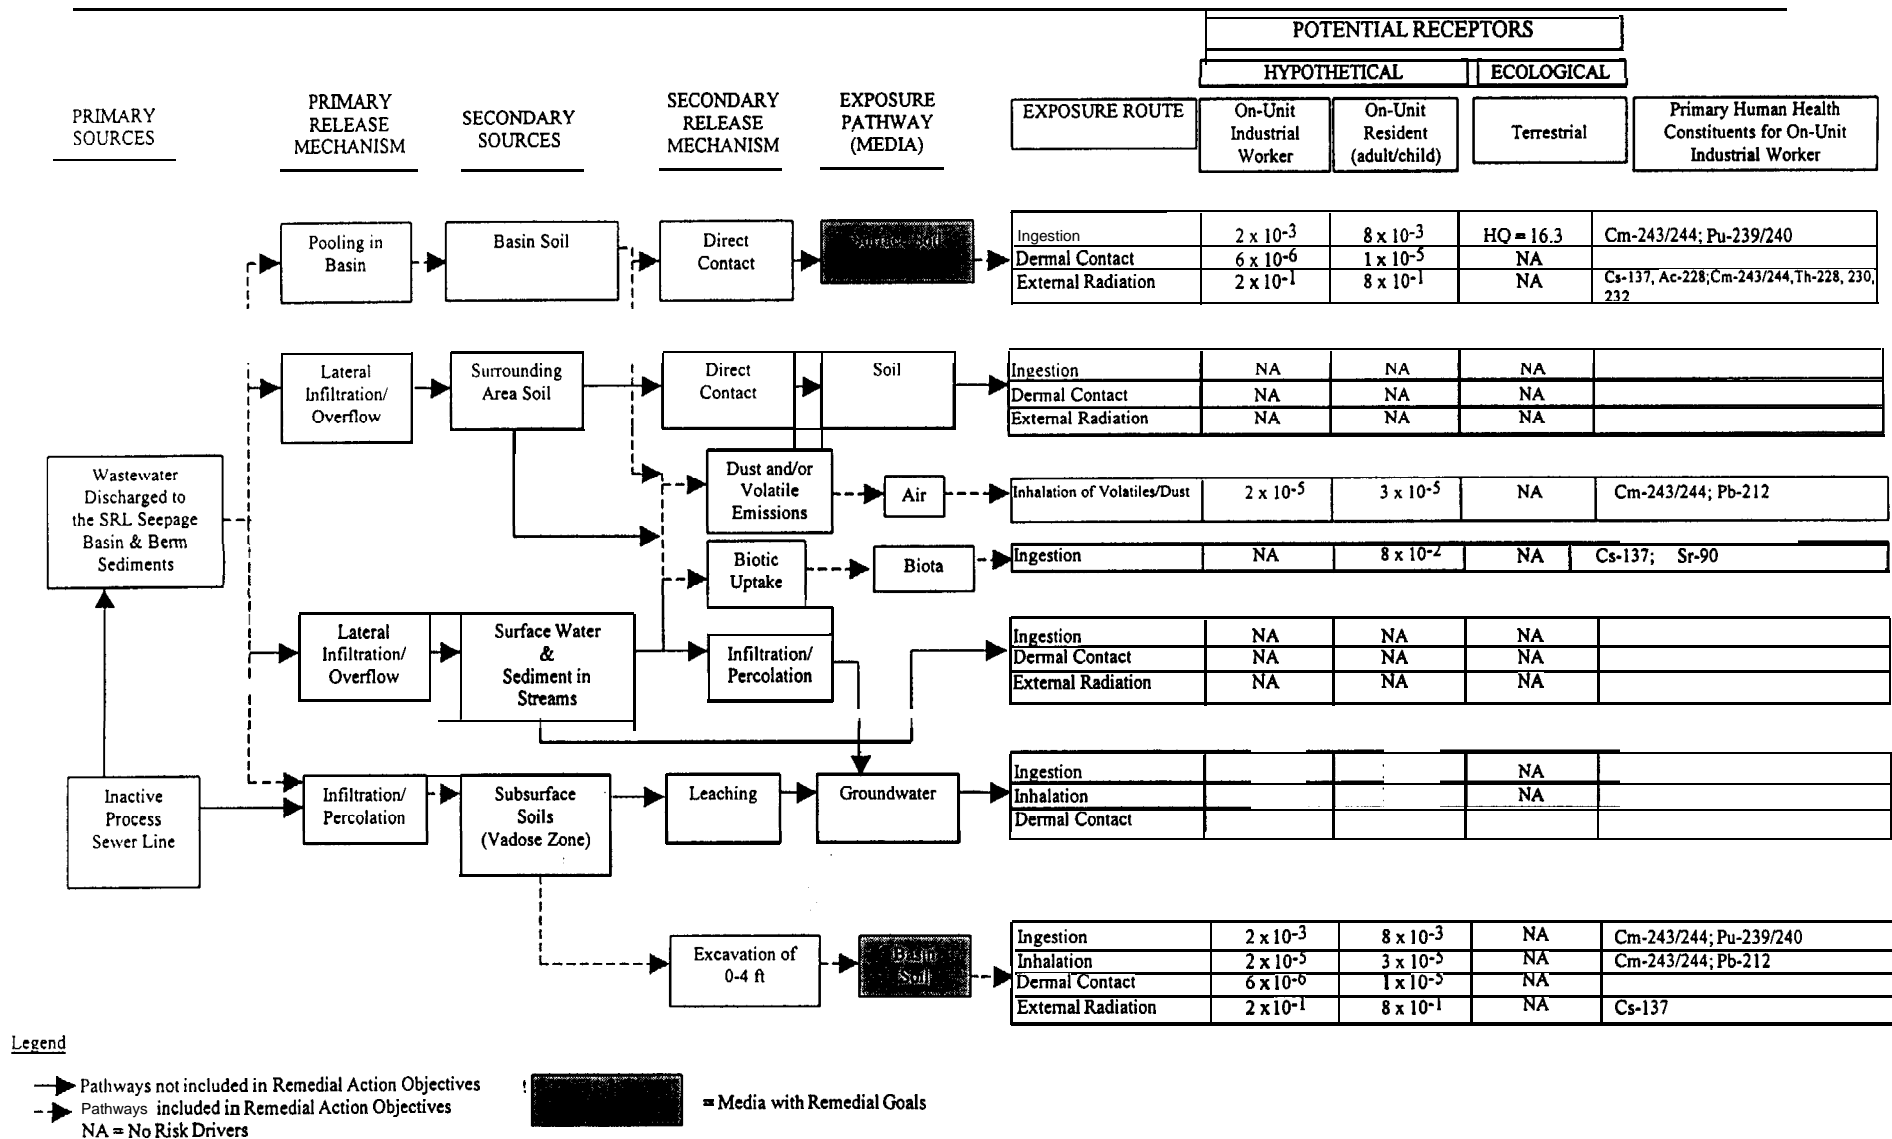 POTENTIAL RECEPTORS
HYPOTHETICAL
ECOLOGICAL
PRIMARY
SOURCES
PRIMARY
RELEASE
MECHANISM
SECONDARY
SOURCES
SECONDARY
RELEASE
MECHANISM
EXPOSURE
PATHWAY
(MEDIA)
EXPOSURE ROUTE
On-Unit
Industrial
Worker
On-Unit
Resident
(adult/child)
Terrestrial
Primary Human Health
Constituents for On-Unit
Industrial Worker
Pooling in
Basin
Basin Soil
Direct
Contact
Surface Soil
Ingestion 2 x 10-3 8 x 10-3 HQ = 16.3 Cm-243/244; Pu-239/240
Dermal Contact 6 x 10-6 1 x 10-5 NA
External Radiation 2 x 10-1 8 x 10-1 NA Cs-137, Ac-228;Cm-243/244,Th-228, 230,
232
Lateral
Infiltration/
Overflow
Surrounding
Area Soil
Direct
Contact
Soil
Ingestion NA NA NA
Dermal Contact NA NA NA
External Radiation NA NA NA
Wastewater
Discharged to
the SRL Seepage
Basin & Berm
Sediments
Dust and/or
Volatile
Emissions
Air
Inhalation of Volatiles/Dust 2 x 10-5 3 x 10-5 NA Cm-243/244; Pb-212
Biotic
Uptake
Biota
Ingestion NA 8 x 10-2 NA Cs-137; Sr-90
Lateral
Infiltration/
Overflow
Surface Water
&
Sediment in
Streams
Infiltration/
Percolation
Ingestion NA NA NA
Dermal Contact NA NA NA
External Radiation NA NA NA
Inactive
Process
Sewer Line
Infiltration/
Percolation
Subsurface
Soils
(Vadose Zone)
Leaching
Groundwater
Ingestion NA
Inhalation NA
Dermal Contact
Excavation of
0-4 ft
Basin
Soil
Ingestion 2 x 10-3 8 x 10-3 NA Cm-243/244; Pu-239/240
Inhalation 2x10-5 3 x 10-5 NA Cm-243/244; Pb-212
Dermal Contact 6 x 10-6 1 x 10-5 NA
External Radiation 2 x 10-1 8 x 10-1 NA Cs-137
Legend
Pathways not included in Remedial Action Objectives
Pathways included in Remedial Action Objectives
NA = No Risk Drivers
= Media with Remedial Goals